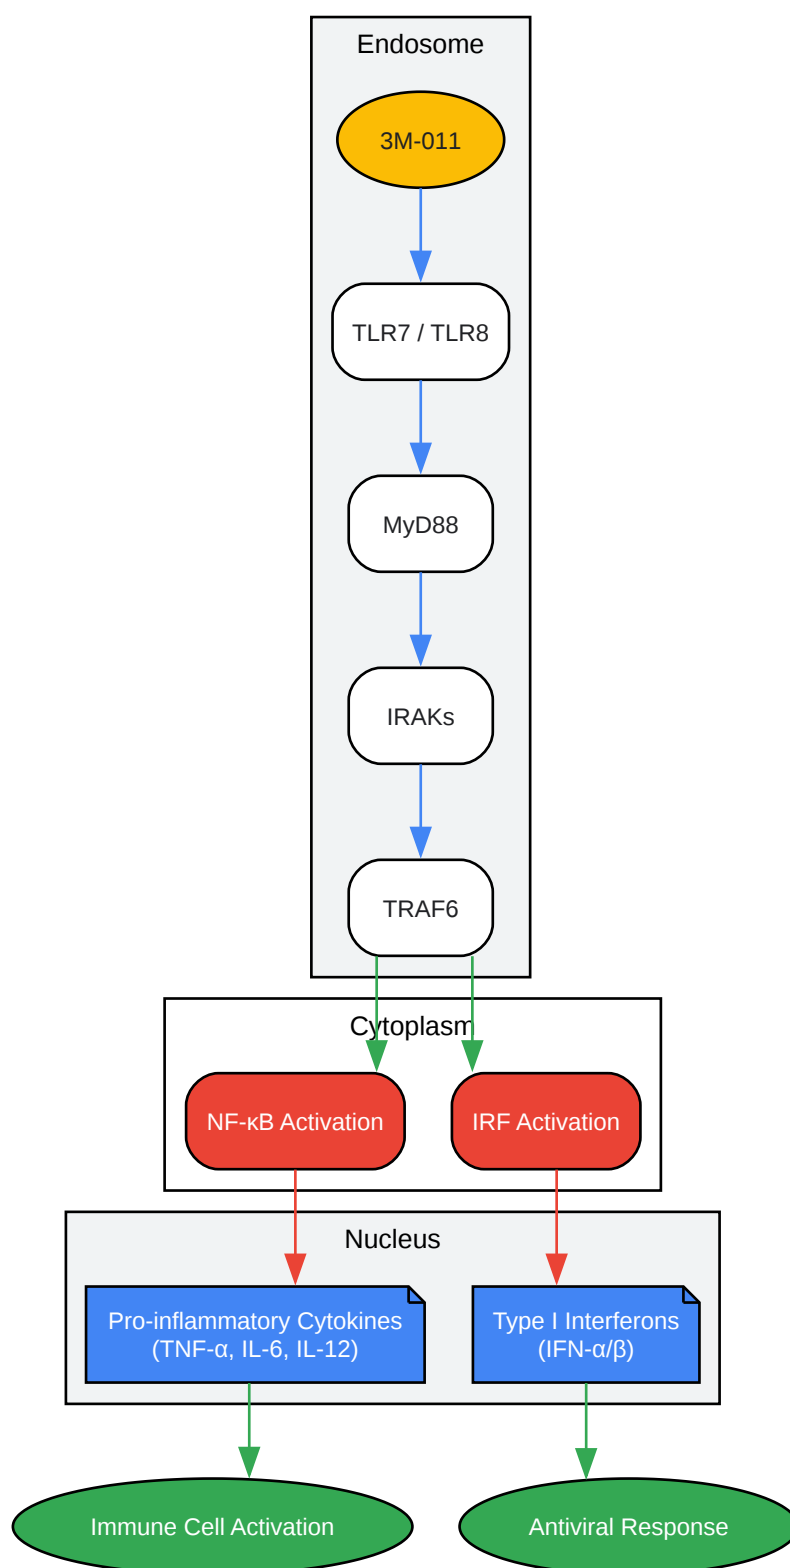 Endosome
3M-011
TLR7 / TLR8
MyD88
IRAKs
TRAF6
Cytoplasm
NF-κB Activation
IRF Activation
Nucleus
Pro-inflammatory Cytokines
(TNF-α, IL-6, IL-12)
Type I Interferons
(IFN-α/β)
Immune Cell Activation
Antiviral Response